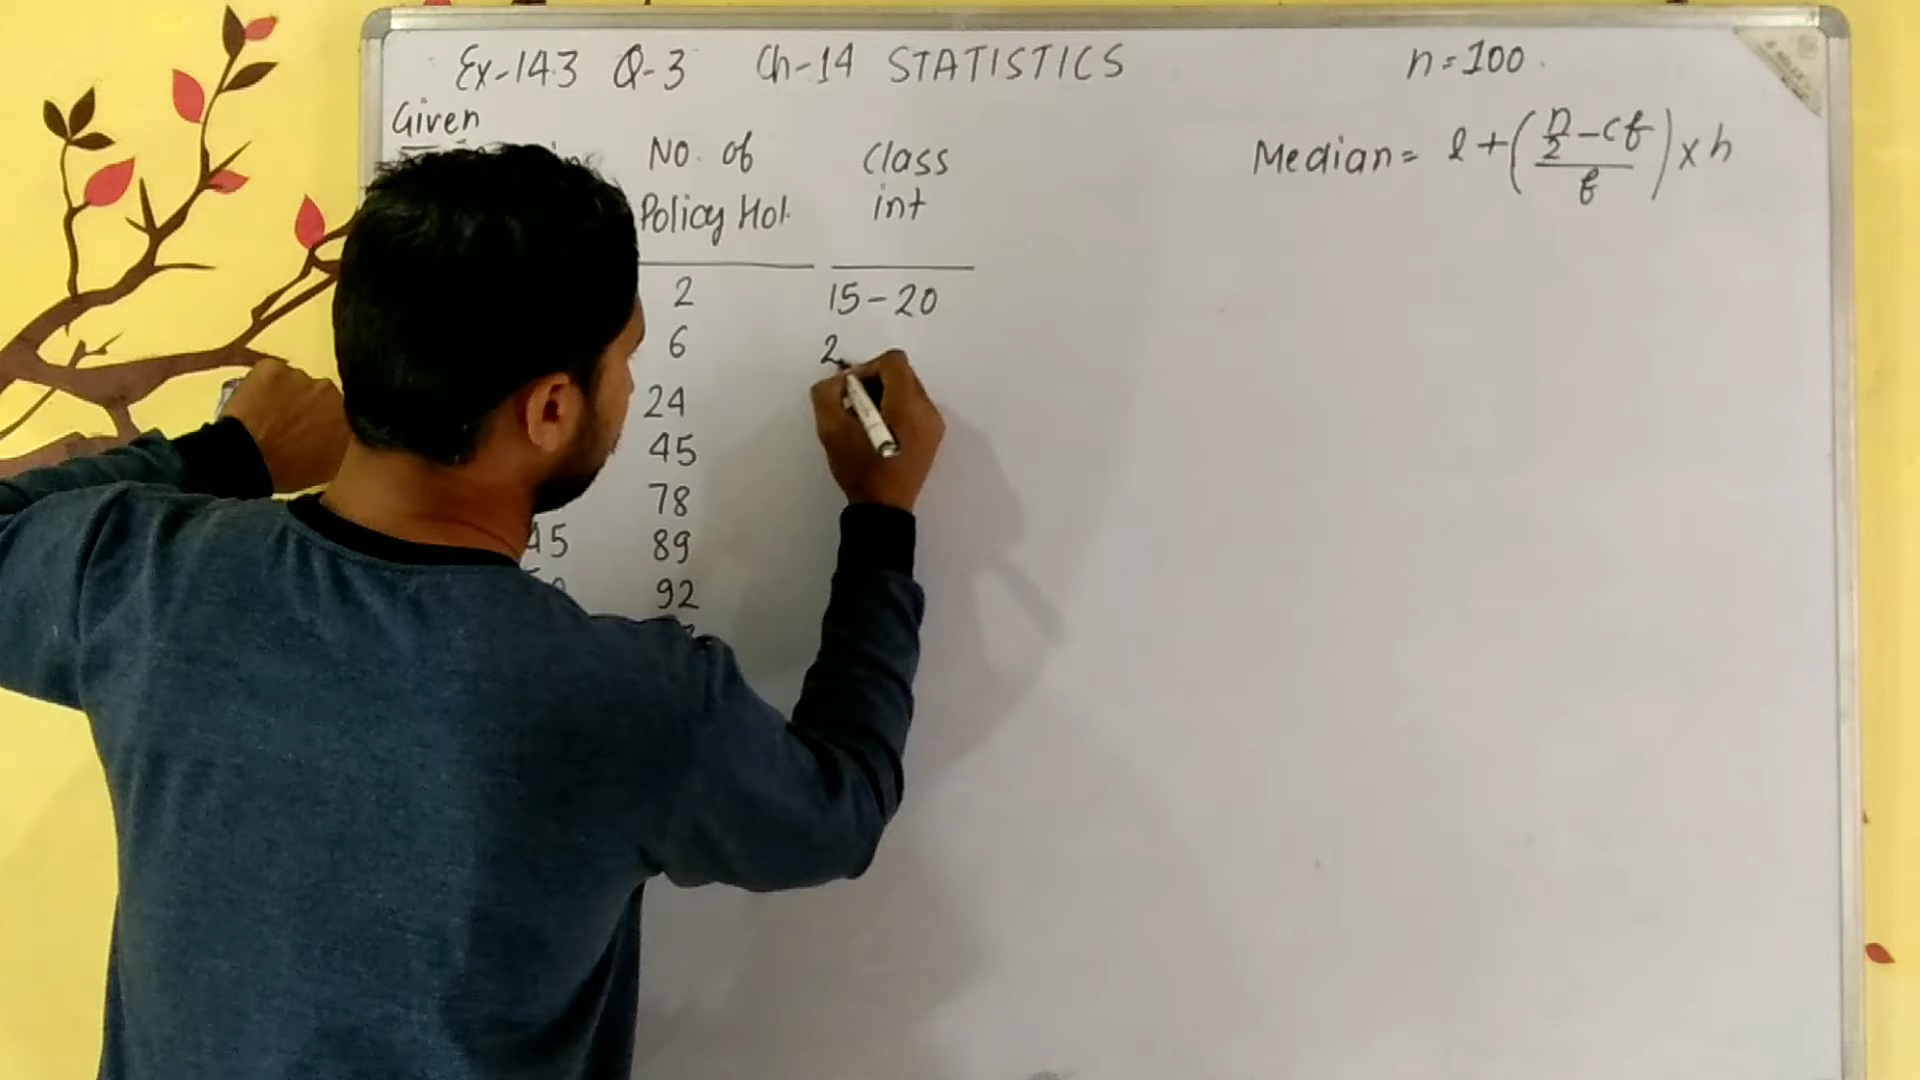 Ex-14.3 Q-3 Ch-14 STATISTICS n=100
Given
No. of
Policy Hol.
Class
int
Median = l + ( n/2 - cf / f ) x h
2 15-20
6 2
24
45
78
45 89
92